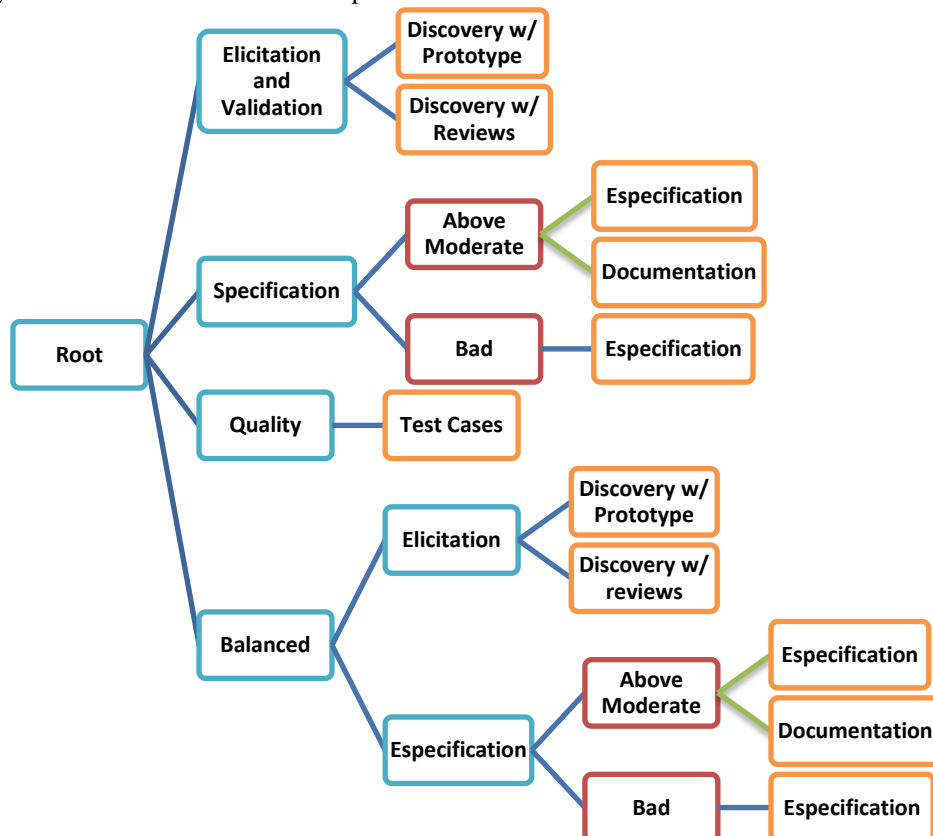 Discovery w/
Prototype
Elicitation
and
Validation
Discovery w/
Reviews
Above
Moderate
Especification
Documentation
Specification
Bad
Especification
Root
Quality
Test Cases
Elicitation
Discovery w/
Prototype
Discovery w/
reviews
Balanced
Especification
Above
Moderate
Especification
Documentation
Bad
Especification